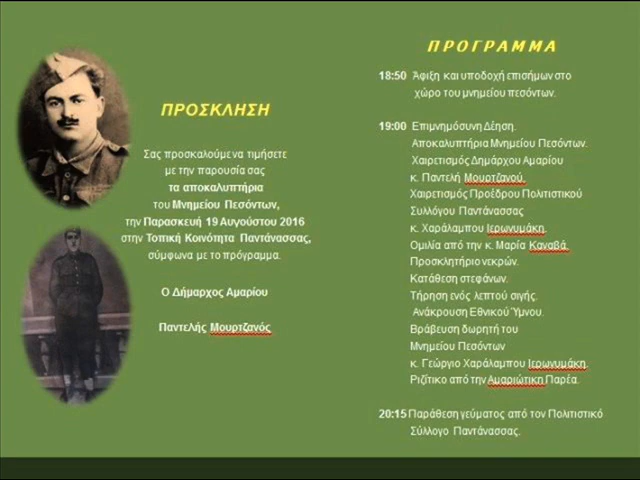 ΠΡΟΣΚΛΗΣΗ
Σας προσκαλούμε να τιμήσετε
με την παρουσία σας
τα αποκαλυπτήρια
του Μνημείου Πεσόντων,
την Παρασκευή 19 Αυγούστου 2016
στην Τοπική Κοινότητα Παντάνασσας,
σύμφωνα με το πρόγραμμα.
Ο Δήμαρχος Αμαρίου
Παντελής Μουρτζανός
ΠΡΟΓΡΑΜΜΑ
18:50 Άφιξη και υποδοχή επισήμων στο
χώρο του μνημείου πεσόντων.
19:00 Επιμνημόσυνη Δέηση.
Αποκαλυπτήρια Μνημείου Πεσόντων.
Χαιρετισμός Δημάρχου Αμαρίου
κ. Παντελή Μουρτζανού.
Χαιρετισμός Προέδρου Πολιτιστικού
Συλλόγου Παντάνασσας
κ. Χαράλαμπου Ιερωνυμάκη.
Ομιλία από την κ. Μαρία Καναβά.
Προσκλητήριο νεκρών.
Κατάθεση στεφάνων.
Τήρηση ενός λεπτού σιγής.
Ανάκρουση Εθνικού Ύμνου.
Βράβευση δωρητή του
Μνημείου Πεσόντων
κ. Γεώργιο Χαράλαμπου Ιερωνυμάκη.
Ριζίτικο από την Αμαριώτικη Παρέα.
20:15 Παράθεση γεύματος από τον Πολιτιστικό
Σύλλογο Παντάνασσας.